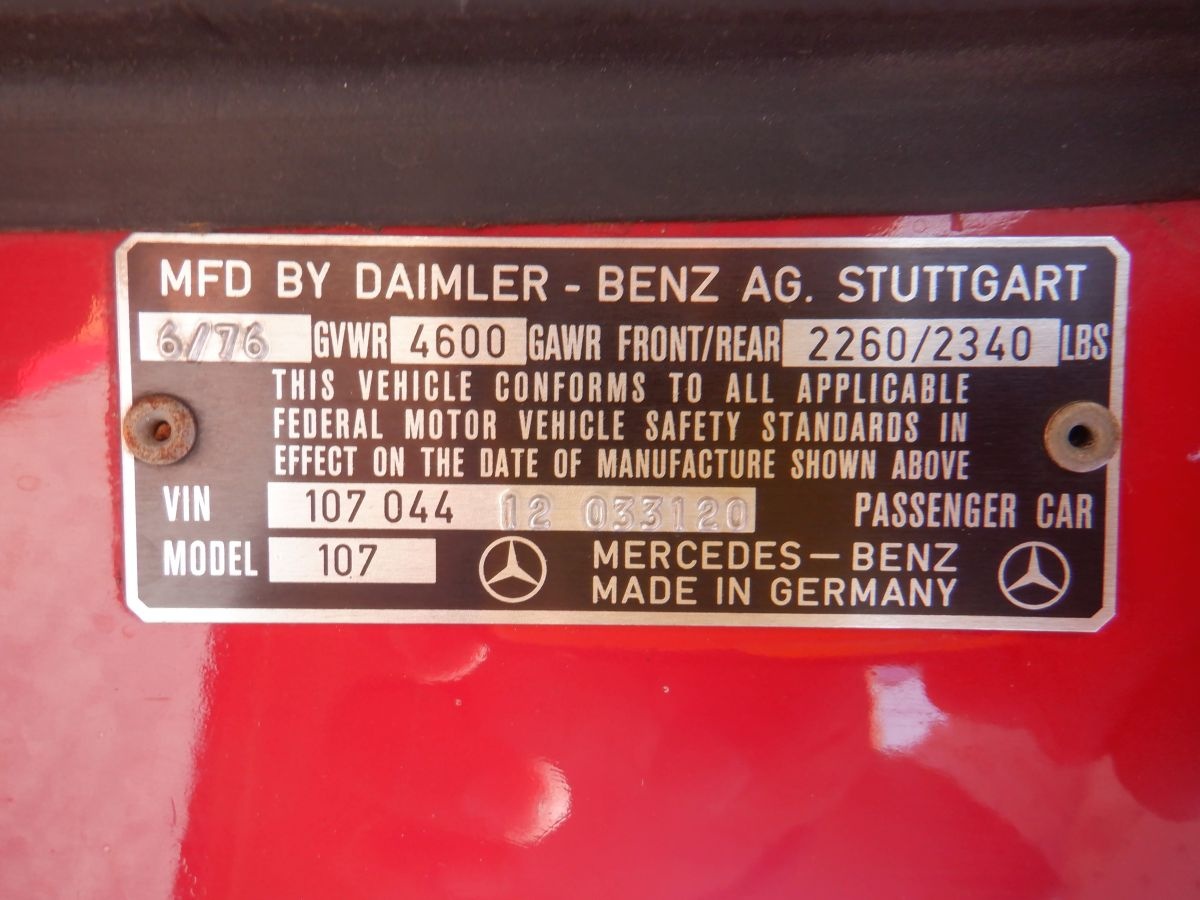 MFD BY DAIMLER - BENZ AG. STUTTGART
6/76 GVWR 4600 GAWR FRONT/REAR 2260/2340 LBS
THIS VEHICLE CONFORMS TO ALL APPLICABLE
FEDERAL MOTOR VEHICLE SAFETY STANDARDS IN
EFFECT ON THE DATE OF MANUFACTURE SHOWN ABOVE
VIN 107 044 12 033120 PASSENGER CAR
MODEL 107 MERCEDES-BENZ
MADE IN GERMANY